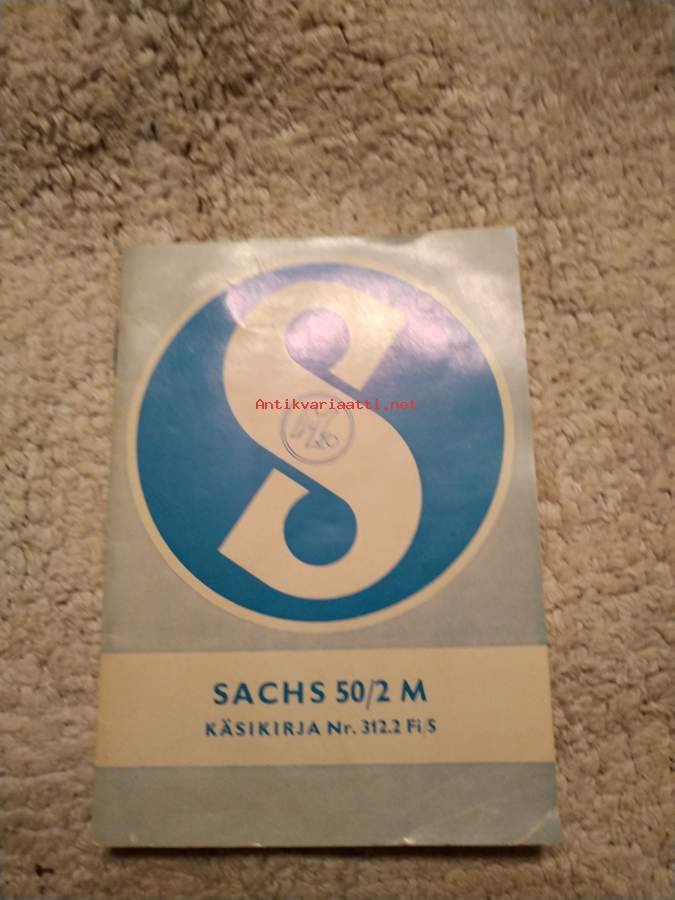 S
Antikvariaatti.net
SACHS 50/2 M
KÄSIKIRJA Nr. 312.2 Fi/S